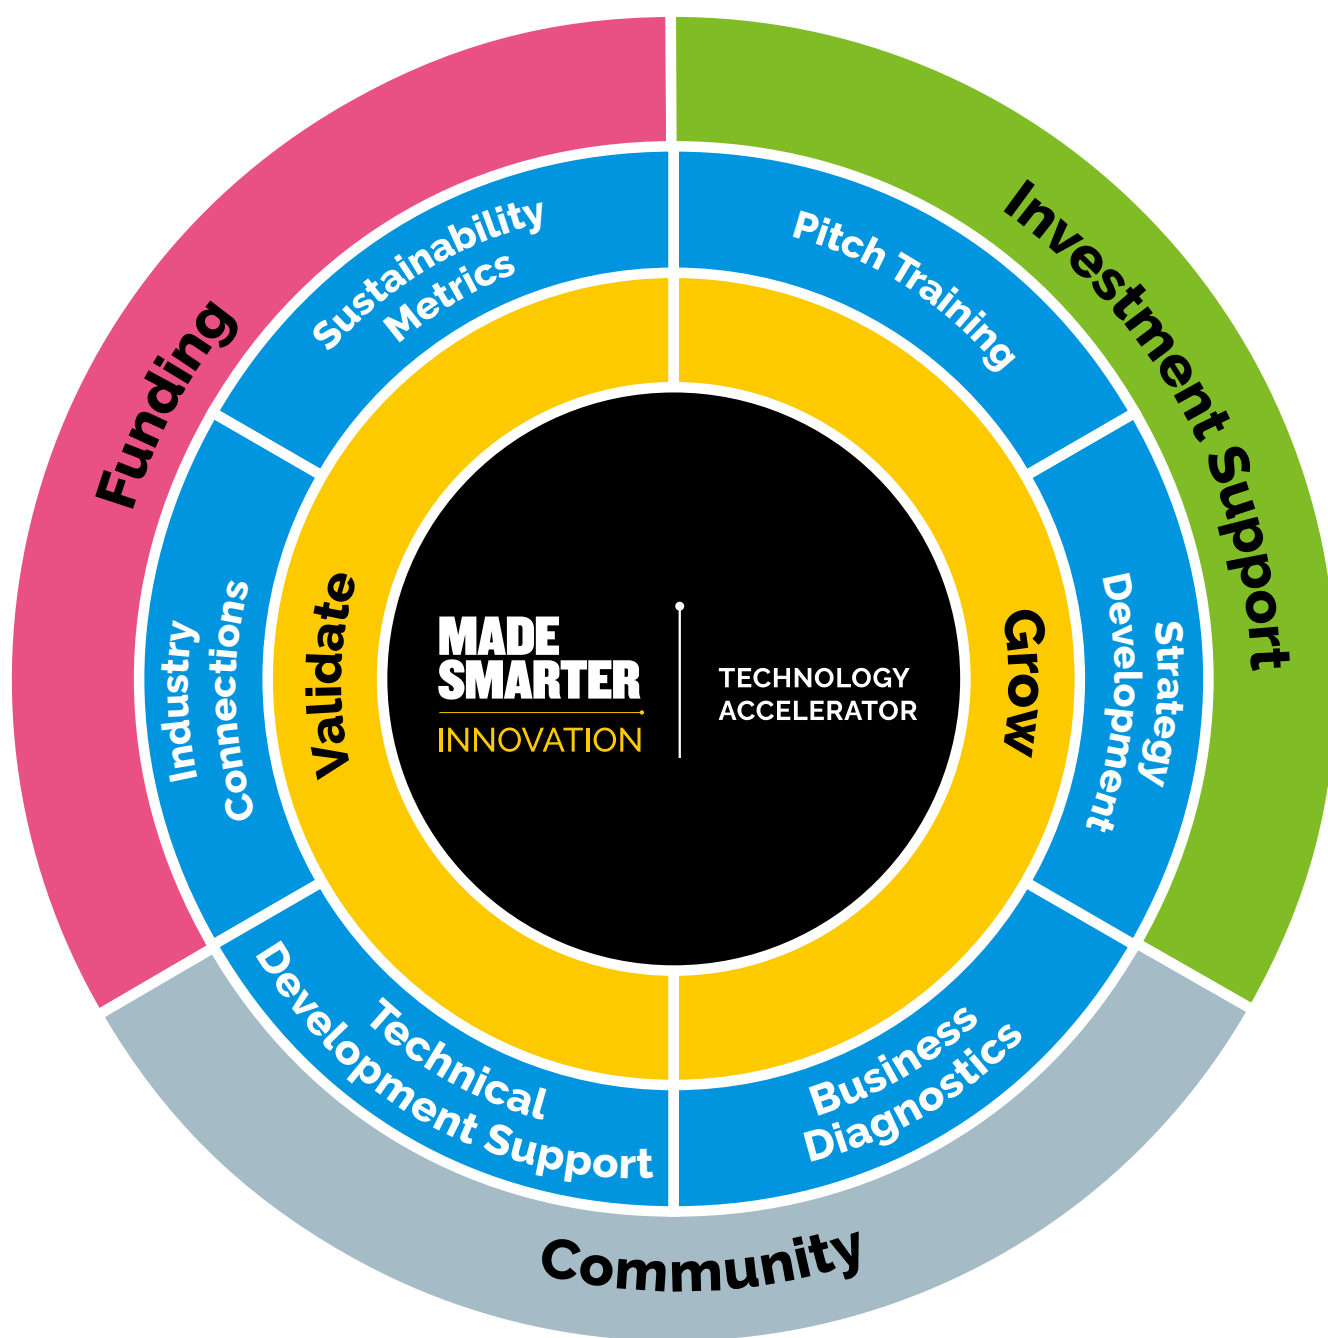 Funding
Investment Support
Community
Sustainability
Metrics
Pitch Training
Strategy
Development
Business
Diagnostics
Technical
Development Support
Industry
Connections
Validate
Grow
MADE
SMARTER
INNOVATION
TECHNOLOGY
ACCELERATOR